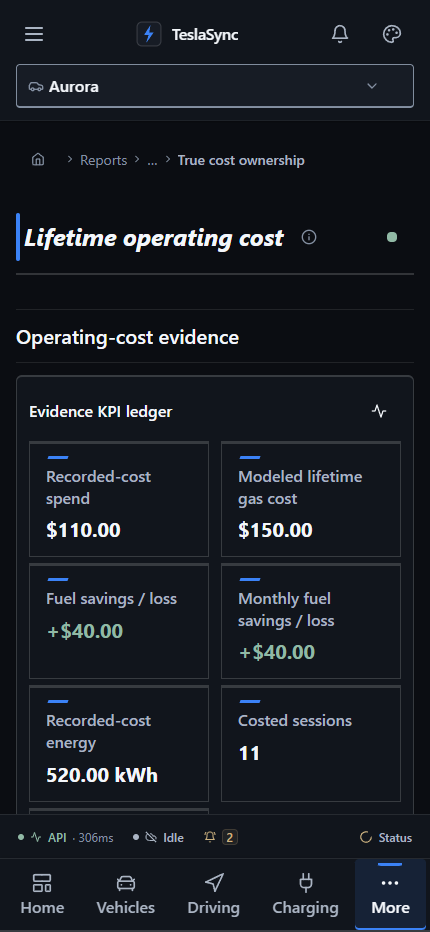 TeslaSync
Aurora
Reports > ... > True cost ownership
Lifetime operating cost
Operating-cost evidence
Evidence KPI ledger
Recorded-cost
spend
$110.00
Modeled lifetime
gas cost
$150.00
Fuel savings / loss
+$40.00
Monthly fuel
savings / loss
+$40.00
Recorded-cost
energy
520.00 kWh
Costed sessions
11
API · 306ms
Idle
2
Status
Home
Vehicles
Driving
Charging
More